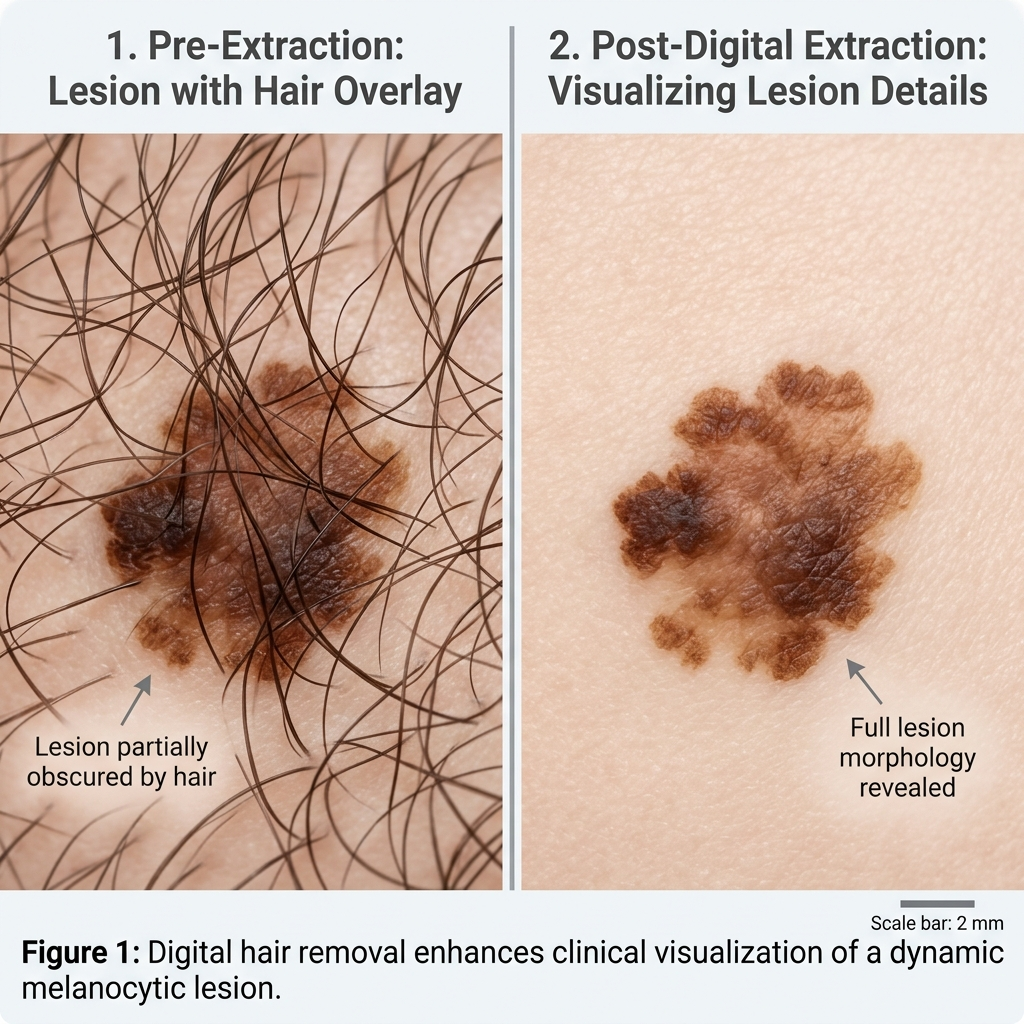 1. Pre-Extraction:
Lesion with Hair Overlay
2. Post-Digital Extraction:
Visualizing Lesion Details
Lesion partially
obscured by hair
Full lesion
morphology
revealed
Scale bar: 2 mm
Figure 1: Digital hair removal enhances clinical visualization of a dynamic
melanocytic lesion.